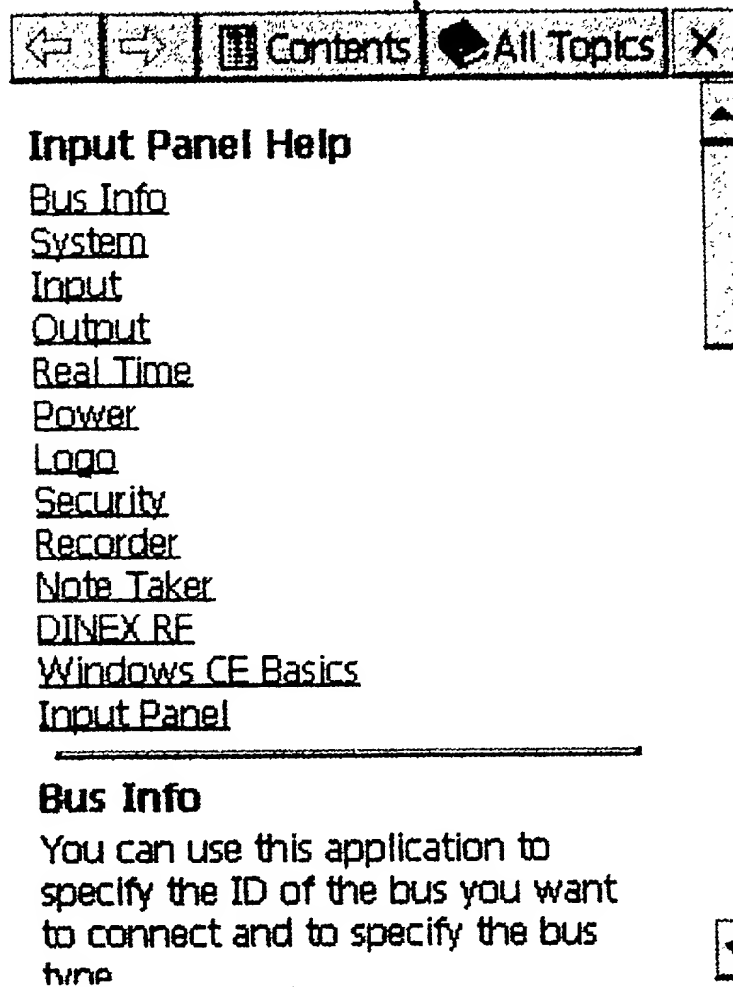 Contents All Topics X
Input Panel Help
Bus Info
System
Input
Output
Real Time
Power
Logo
Security
Recorder
Note Taker
DINEX RE
Windows CE Basics
Input Panel
Bus Info
You can use this application to
specify the ID of the bus you want
to connect and to specify the bus
type